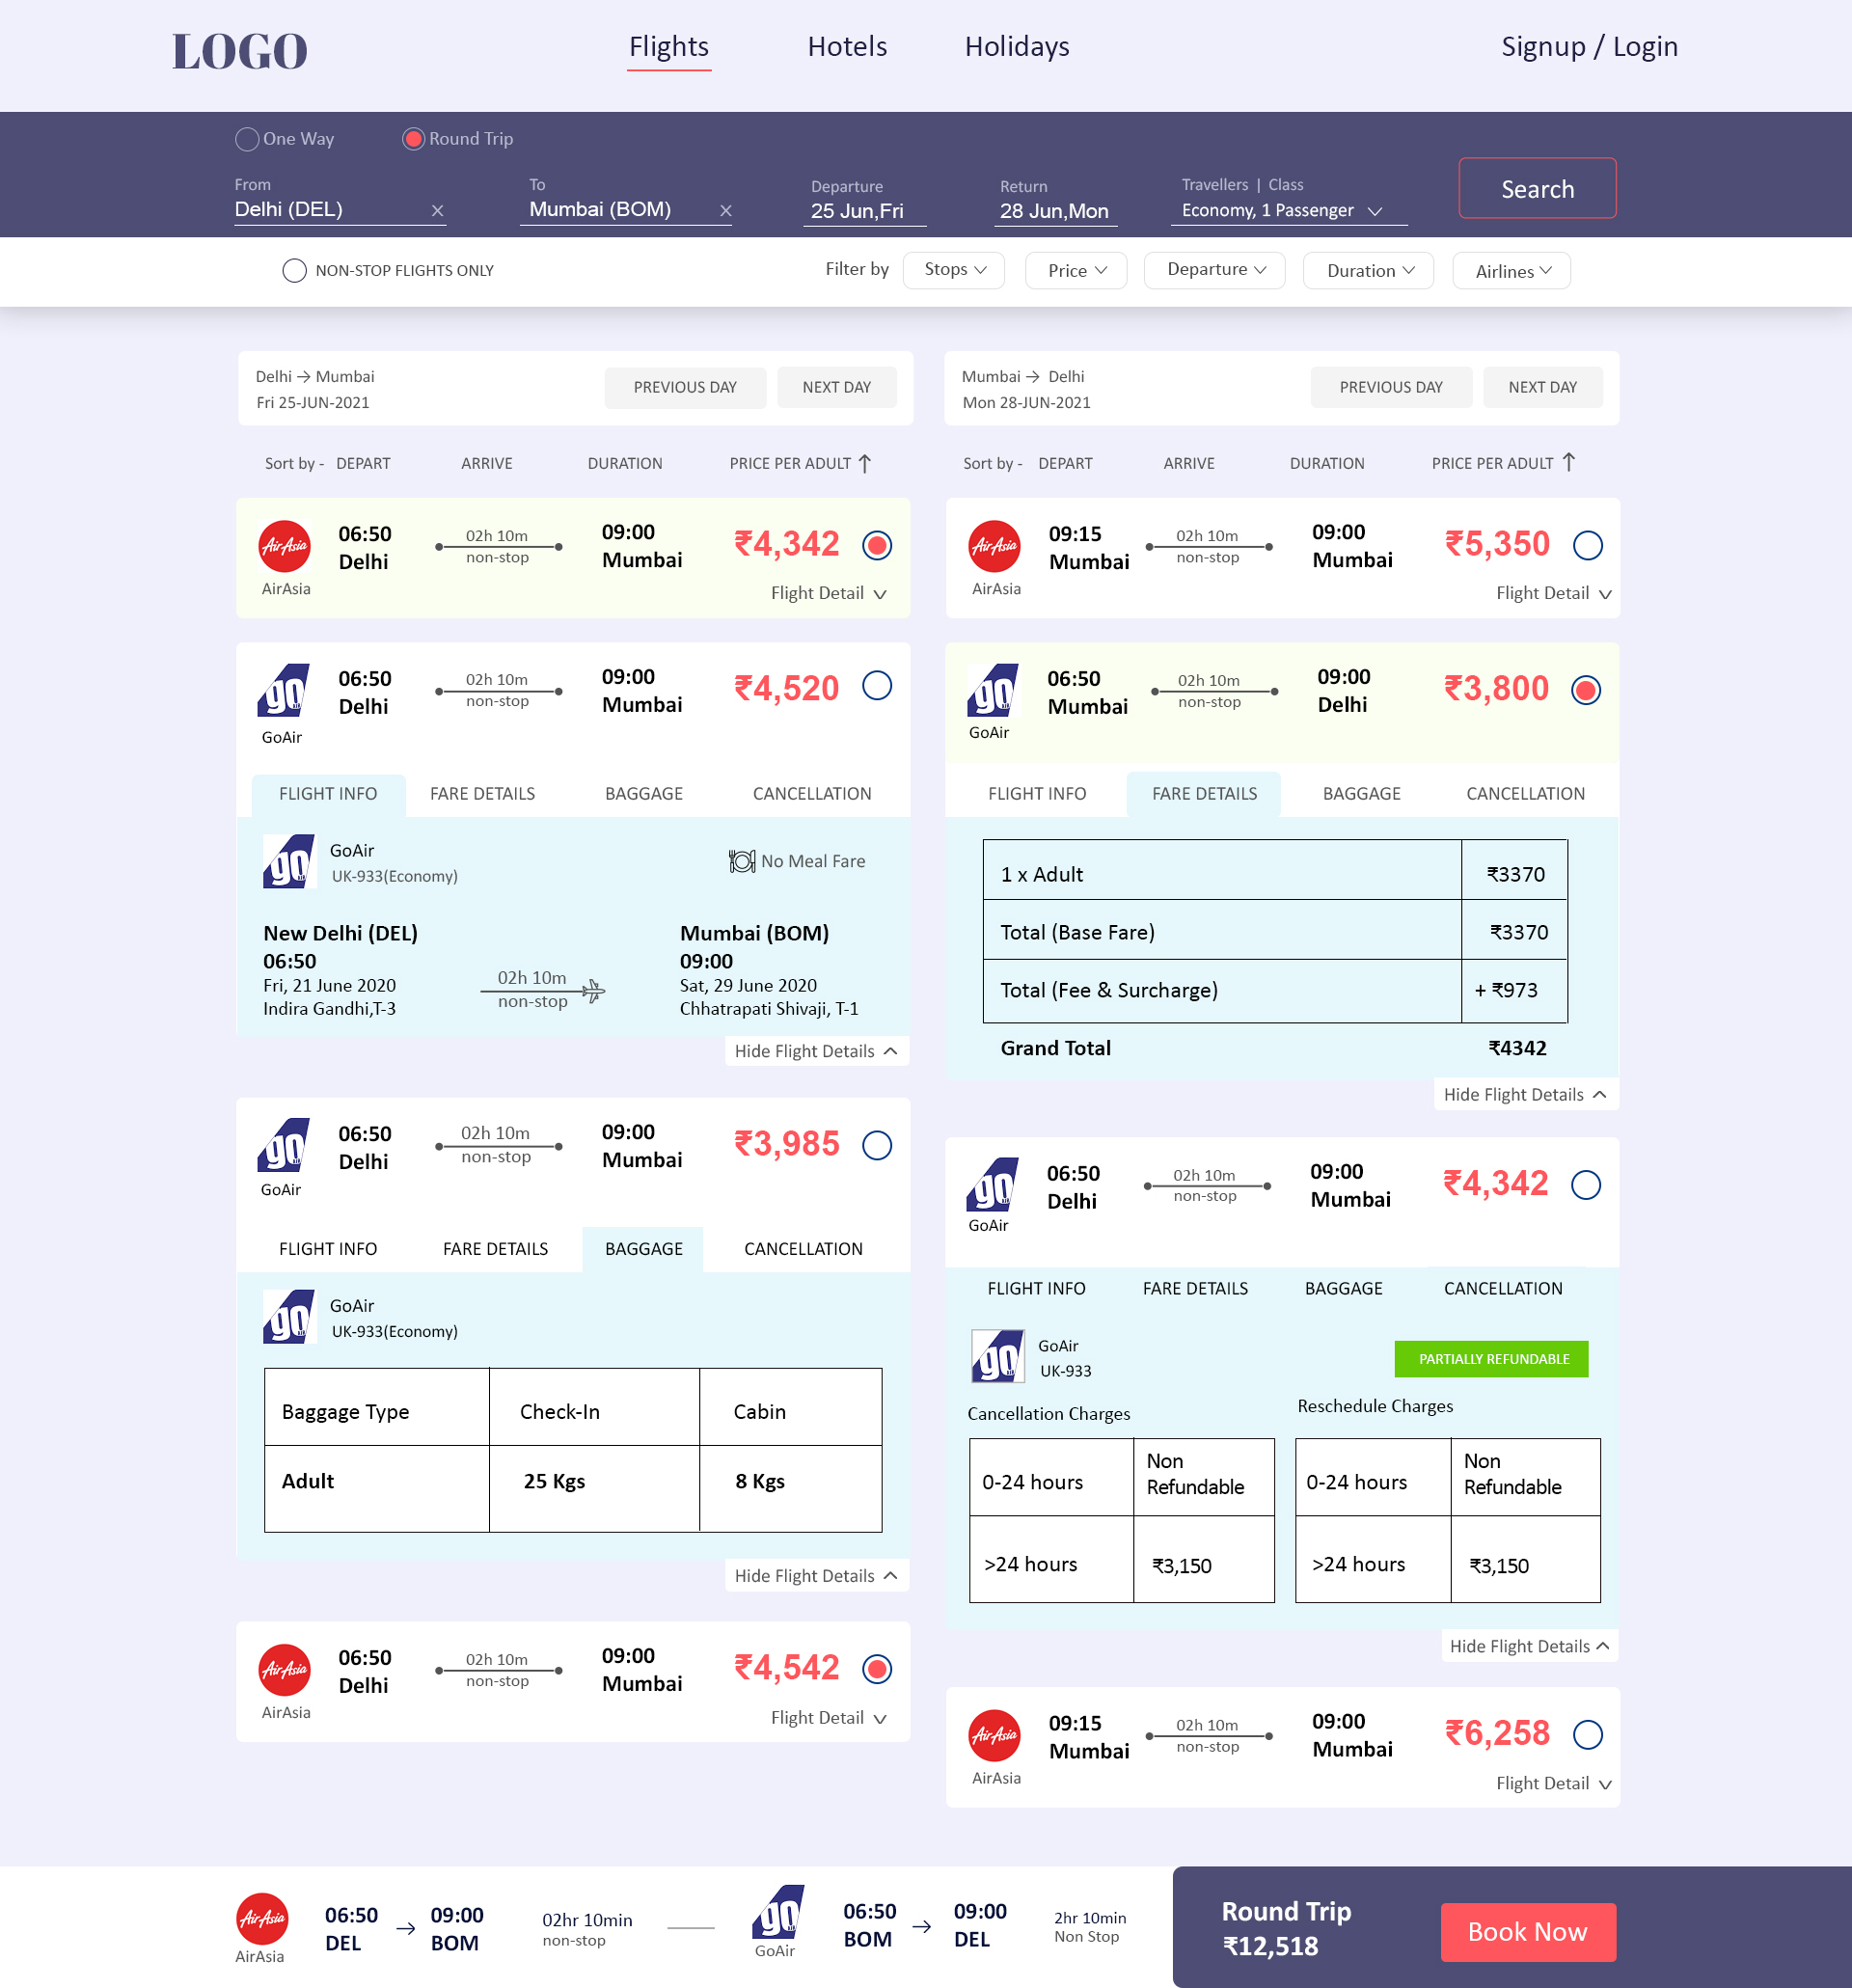 LOGO
Flights
Hotels
Holidays
Signup / Login
One Way
Round Trip
From
Delhi (DEL)
To
Mumbai (BOM)
Departure
25 Jun,Fri
Return
28 Jun,Mon
Travellers | Class
Economy, 1 Passenger
Search
NON-STOP FLIGHTS ONLY
Filter by
Stops
Price
Departure
Duration
Airlines
Delhi → Mumbai
Fri 25-JUN-2021
PREVIOUS DAY
NEXT DAY
Sort by - DEPART
ARRIVE
DURATION
PRICE PER ADULT ↑
AirAsia
AirAsia
06:50
Delhi
02h 10m
non-stop
09:00
Mumbai
₹4,342
Flight Detail
go
GoAir
06:50
Delhi
02h 10m
non-stop
09:00
Mumbai
₹4,520
FLIGHT INFO
FARE DETAILS
BAGGAGE
CANCELLATION
go
GoAir
UK-933(Economy)
No Meal Fare
New Delhi (DEL)
06:50
Fri, 21 June 2020
Indira Gandhi,T-3
02h 10m
non-stop
Mumbai (BOM)
09:00
Sat, 29 June 2020
Chhatrapati Shivaji, T-1
Hide Flight Details
go
GoAir
06:50
Delhi
02h 10m
non-stop
09:00
Mumbai
₹3,985
FLIGHT INFO
FARE DETAILS
BAGGAGE
CANCELLATION
go
GoAir
UK-933(Economy)
Baggage Type
Check-In
Cabin
Adult
25 Kgs
8 Kgs
Hide Flight Details
AirAsia
AirAsia
06:50
Delhi
02h 10m
non-stop
09:00
Mumbai
₹4,542
Flight Detail
Mumbai → Delhi
Mon 28-JUN-2021
PREVIOUS DAY
NEXT DAY
Sort by - DEPART
ARRIVE
DURATION
PRICE PER ADULT ↑
AirAsia
AirAsia
09:15
Mumbai
02h 10m
non-stop
09:00
Mumbai
₹5,350
Flight Detail
go
GoAir
06:50
Mumbai
02h 10m
non-stop
09:00
Delhi
₹3,800
FLIGHT INFO
FARE DETAILS
BAGGAGE
CANCELLATION
1 x Adult
₹3370
Total (Base Fare)
₹3370
Total (Fee & Surcharge)
+ ₹973
Grand Total
₹4342
Hide Flight Details
go
GoAir
06:50
Delhi
02h 10m
non-stop
09:00
Mumbai
₹4,342
FLIGHT INFO
FARE DETAILS
BAGGAGE
CANCELLATION
go
GoAir
UK-933
PARTIALLY REFUNDABLE
Cancellation Charges
0-24 hours
Non
Refundable
>24 hours
₹3,150
Reschedule Charges
0-24 hours
Non
Refundable
>24 hours
₹3,150
Hide Flight Details
AirAsia
AirAsia
09:15
Mumbai
02h 10m
non-stop
09:00
Mumbai
₹6,258
Flight Detail
AirAsia
AirAsia
06:50
DEL
→
09:00
BOM
02hr 10min
non-stop
go
GoAir
06:50
BOM
→
09:00
DEL
2hr 10min
Non Stop
Round Trip
₹12,518
Book Now